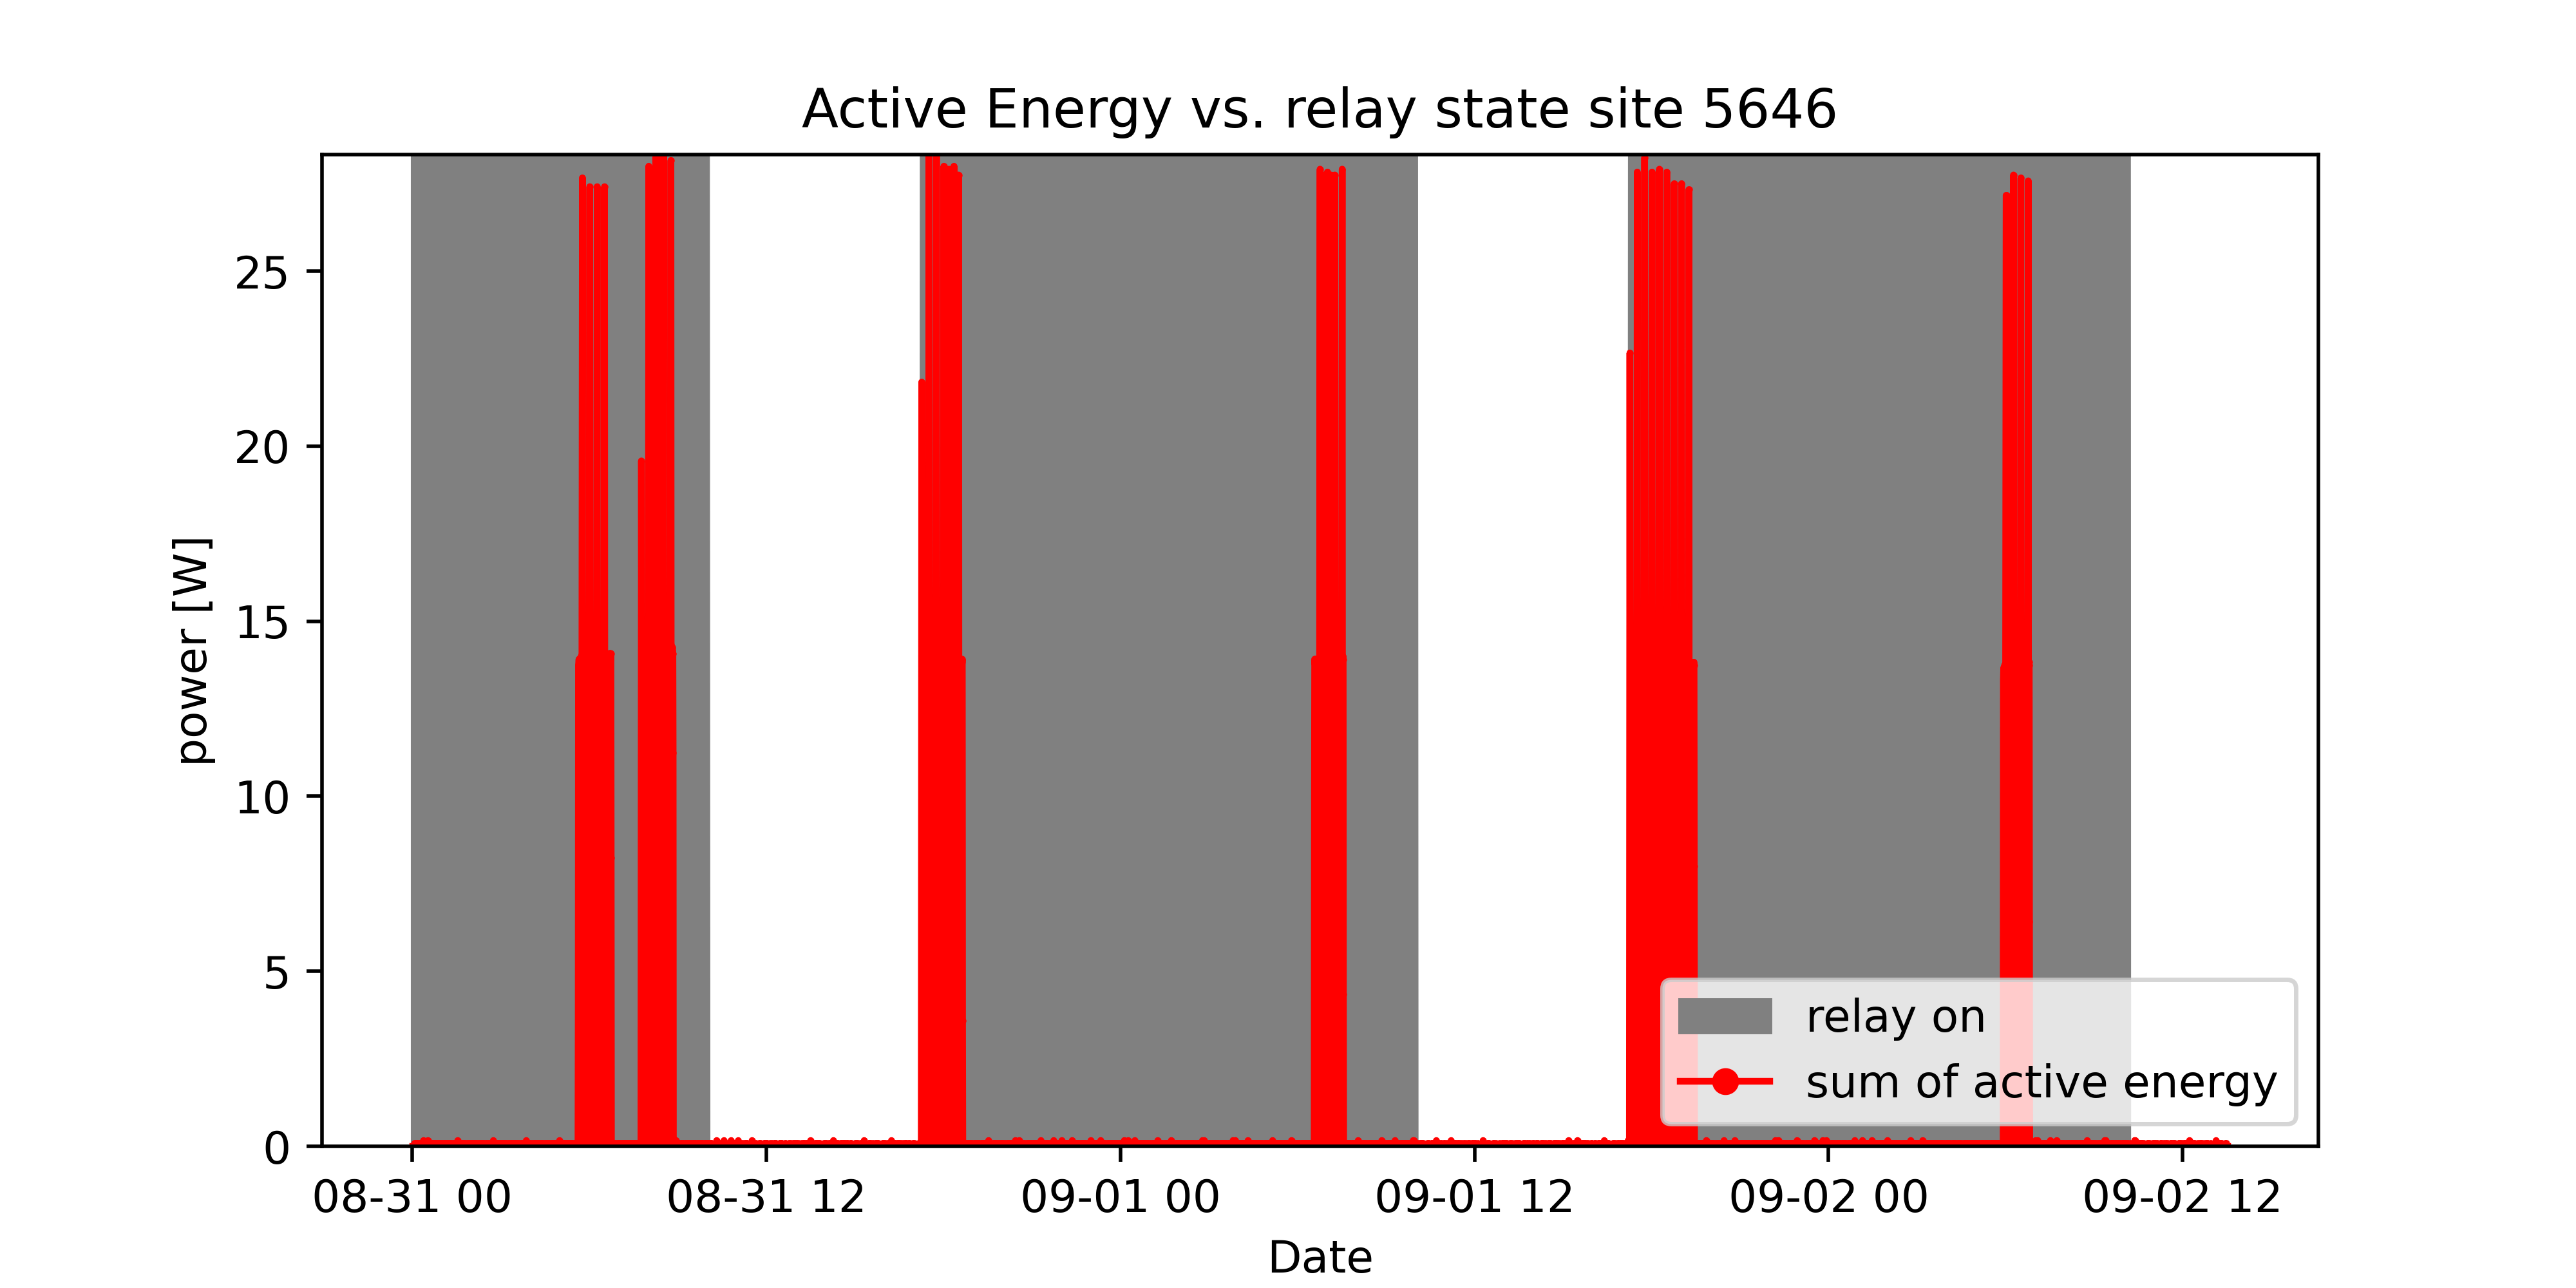 Active Energy vs. relay state site 5646
power [W]
25
20
15
10
5
0
relay on
sum of active energy
08-31 00
08-31 12
09-01 00
09-01 12
09-02 00
09-02 12
Date